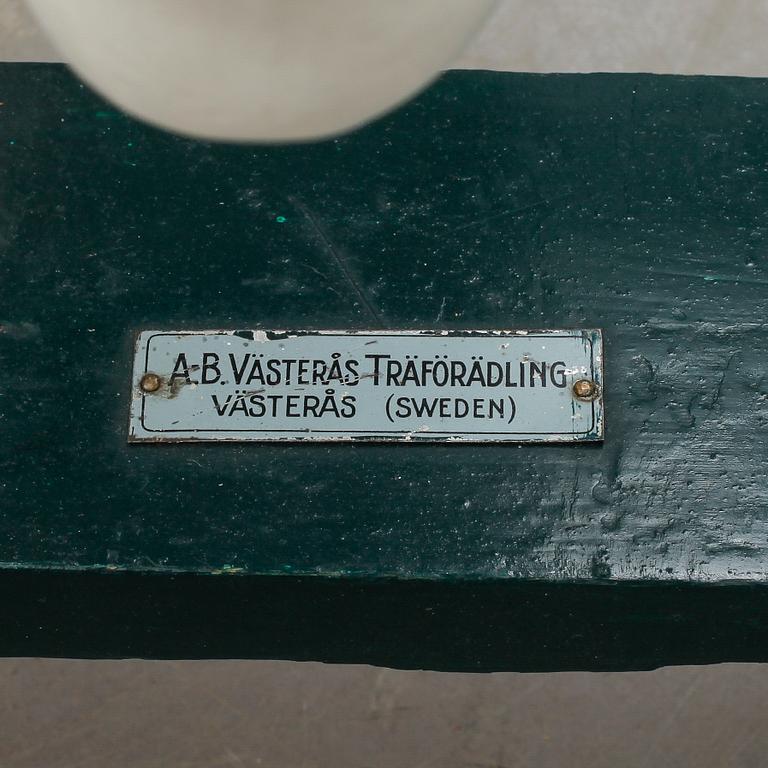 A.B. VÄSTERÅS TRÄFÖRÄDLING
VÄSTERÅS (SWEDEN)